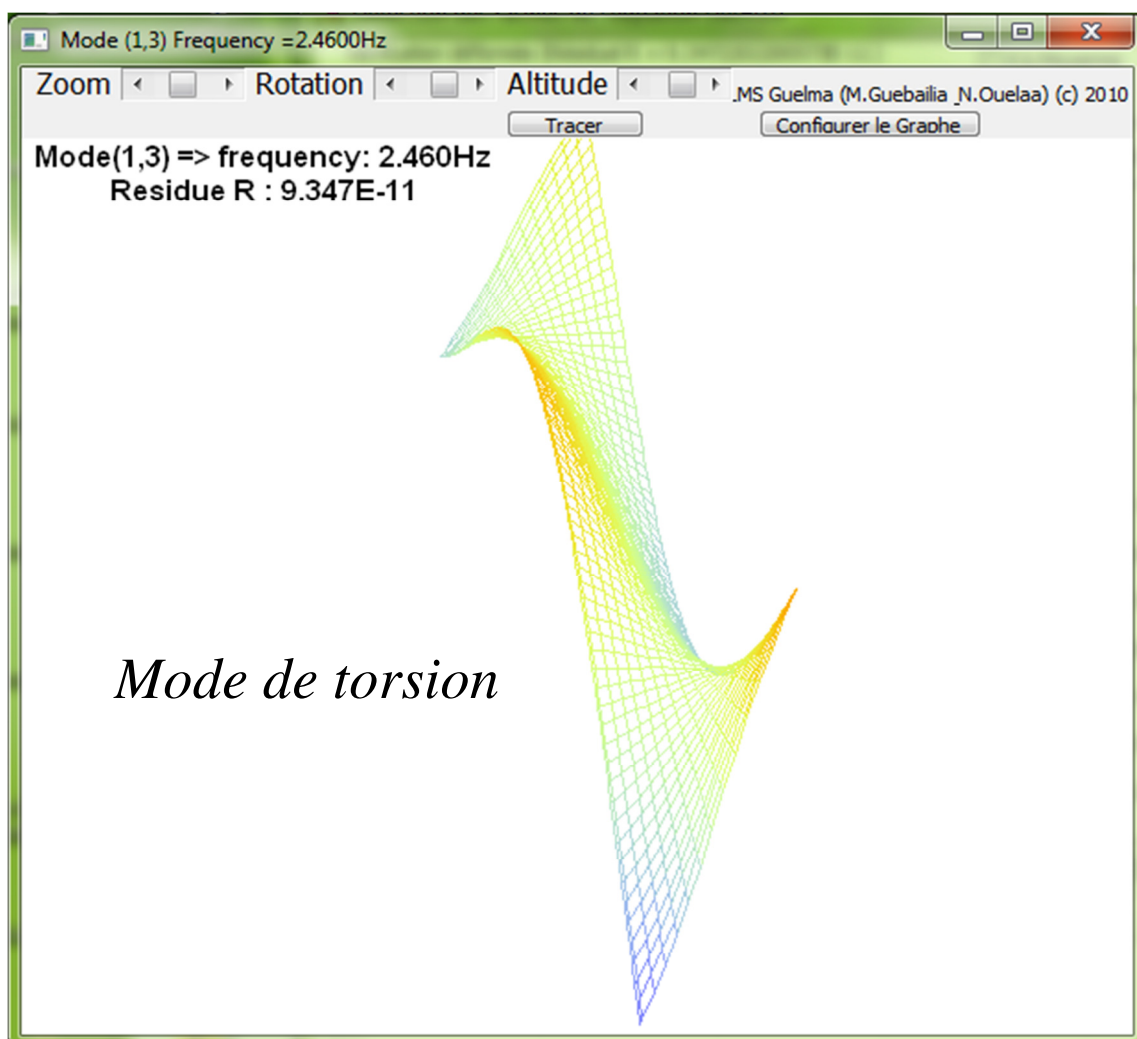 Mode (1,3) Frequency =2.4600Hz
Zoom Rotation Altitude .MS Guelma (M.Guebailia _N.Ouelaa) (c) 2010
Tracer Configurer le Graphe
Mode(1,3) => frequency: 2.460Hz
Residue R : 9.347E-11
Mode de torsion